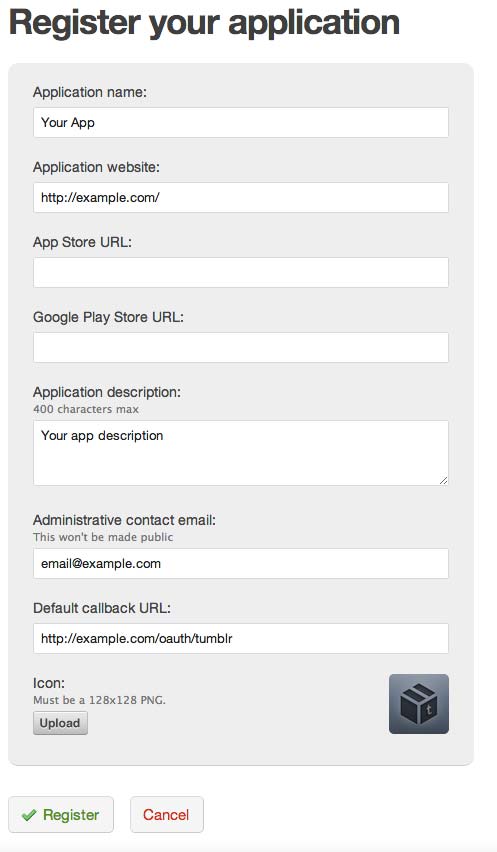 Register your application
Application name:
Your App
Application website:
http://example.com/
App Store URL:
Google Play Store URL:
Application description:
400 characters max
Your app description
Administrative contact email:
This won't be made public
email@example.com
Default callback URL:
http://example.com/oauth/tumblr
Icon:
Must be a 128x128 PNG.
t
Upload
Register
Cancel